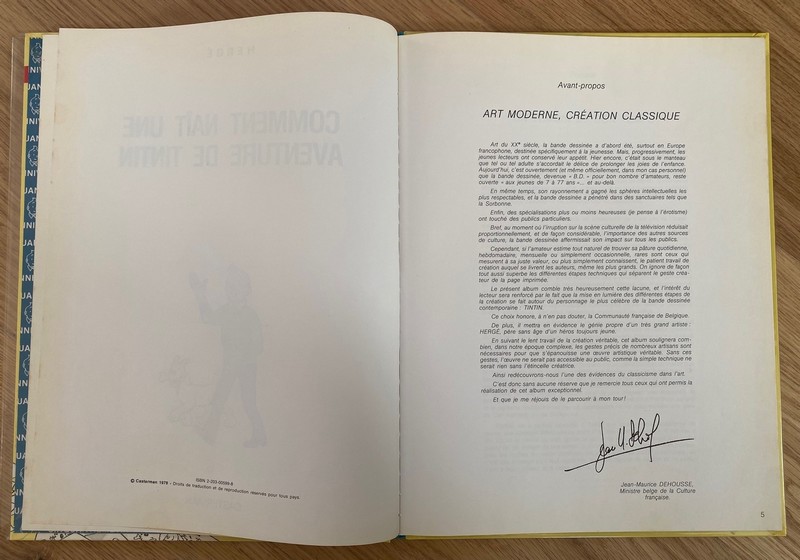 ISBN 2-203-00599-8
© Casterman 1978 - Droits de traduction et de reproduction réservés pour tous pays
Avant-propos
ART MODERNE, CRÉATION CLASSIQUE
Art du XXe siècle, la bande dessinée a d'abord été, surtout en Europe
francophone, destinée spécifiquement à la jeunesse. Mais, progressivement, les
jeunes lecteurs ont conservé leur appétit. Hier encore, c'était sous le manteau
que tel ou tel adulte s'accordait le délice de prolonger les joies de l'enfance.
Aujourd'hui, c'est ouvertement (et même officiellement, dans mon cas personnel)
que la bande dessinée, devenue « B.D. » pour bon nombre d'amateurs, reste
ouverte « aux jeunes de 7 à 77 ans »... et au-delà.
En même temps, son rayonnement a gagné les sphères intellectuelles les
plus respectables, et la bande dessinée a pénétré dans des sanctuaires tels que
la Sorbonne.
Enfin, des spécialisations plus ou moins heureuses (je pense à l'érotisme)
ont touché des publics particuliers.
Bref, au moment où l'irruption sur la scène culturelle de la télévision réduisait
proportionnellement, et de façon considérable, l'importance des autres sources
de culture, la bande dessinée affermissait son impact sur tous les publics.
Cependant, si l'amateur estime tout naturel de trouver sa pâture quotidienne,
hebdomadaire, mensuelle ou simplement occasionnelle, rares sont ceux qui
mesurent à sa juste valeur, ou plus simplement connaissent, le patient travail de
création auquel se livrent les auteurs, même les plus grands. On ignore de façon
tout aussi superbe les différentes étapes techniques qui séparent le geste créa-
teur de la page imprimée.
Le présent album comble très heureusement cette lacune, et l'intérêt du
lecteur sera renforcé par le fait que la mise en lumière des différentes étapes de
la création se fait autour du personnage le plus célèbre de la bande dessinée
contemporaine : TINTIN.
Ce choix honore, à n'en pas douter, la Communauté française de Belgique.
De plus, il mettra en évidence le génie propre d'un très grand artiste :
HERGÉ, père sans âge d'un héros toujours jeune.
En suivant le lent travail de la création véritable, cet album soulignera com-
bien, dans notre époque complexe, les gestes précis de nombreux artisans sont
nécessaires pour que s'épanouisse une œuvre artistique véritable. Sans ces
gestes, l'œuvre ne serait pas accessible au public, comme la simple technique ne
serait rien sans l'étincelle créatrice.
Ainsi redécouvrons-nous l'une des évidences du classicisme dans l'art.
C'est donc sans aucune réserve que je remercie tous ceux qui ont permis la
réalisation de cet album exceptionnel.
Et que je me réjouis de le parcourir à mon tour !
Jean-Maurice DEHOUSSE,
Ministre belge de la Culture
française.
5